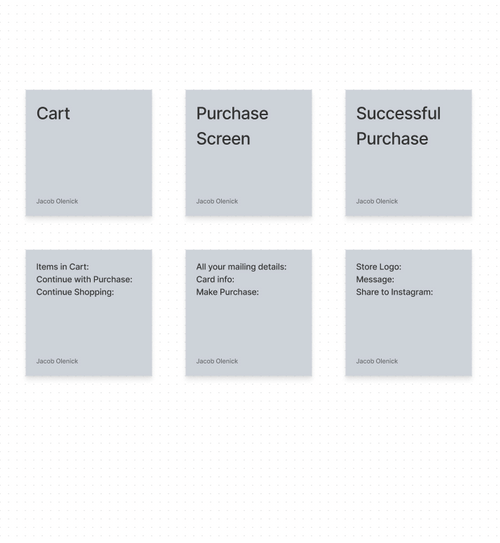 Cart
Jacob Olenick
Purchase
Screen
Jacob Olenick
Successful
Purchase
Jacob Olenick
Items in Cart:
Continue with Purchase:
Continue Shopping:
Jacob Olenick
All your mailing details:
Card info:
Make Purchase:
Jacob Olenick
Store Logo:
Message:
Share to Instagram:
Jacob Olenick